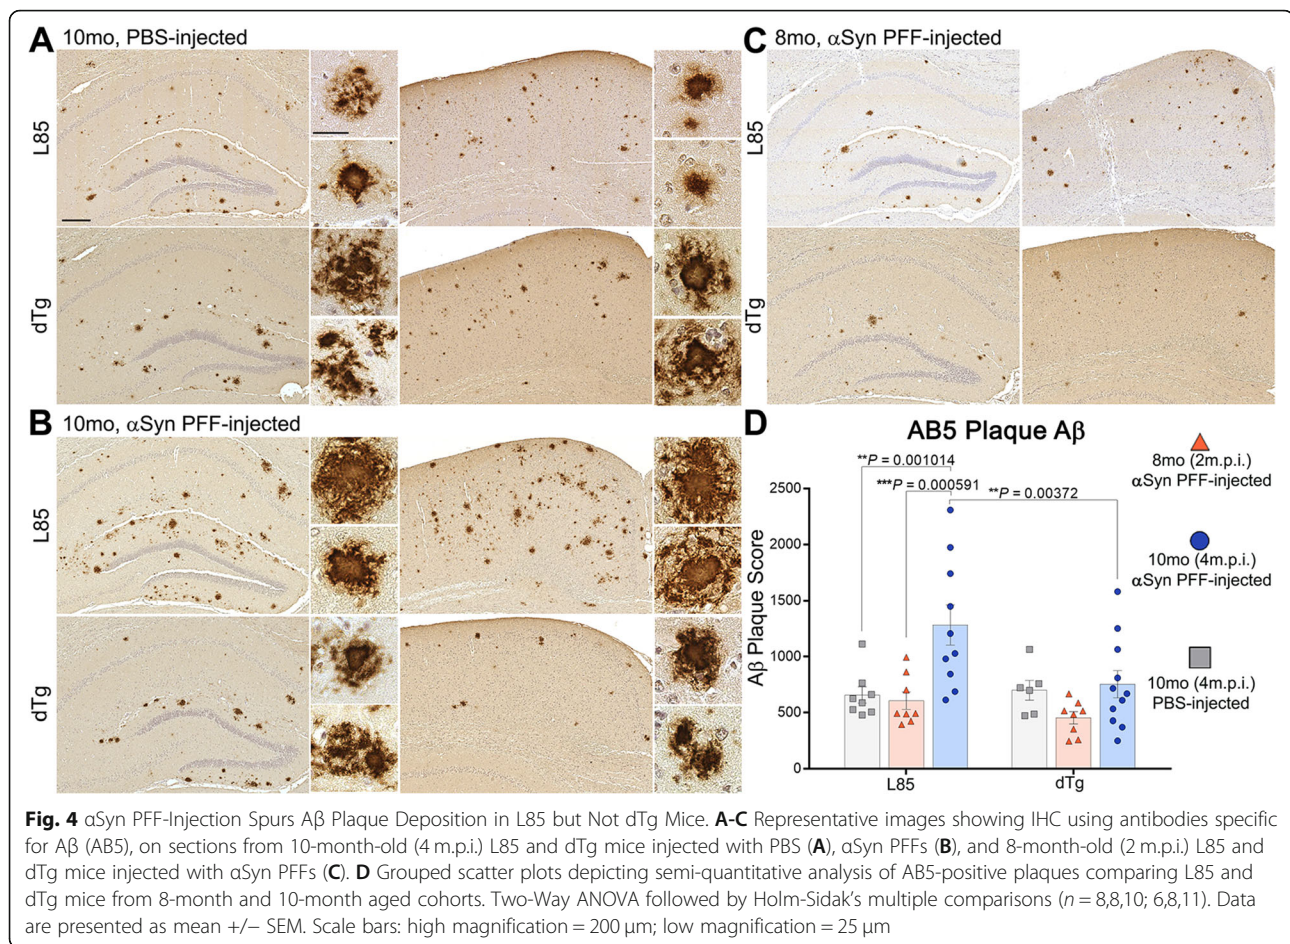 A 10mo, PBS-injected
L85
dTg
B 10mo, αSyn PFF-injected
L85
dTg
C 8mo, αSyn PFF-injected
L85
dTg
D AB5 Plaque Aβ
Aβ Plaque Score
2500
2000
1500
1000
500
0
**P = 0.001014
***P = 0.000591
**P = 0.00372
L85
dTg
8mo (2m.p.i.)
αSyn PFF-injected
10mo (4m.p.i.)
αSyn PFF-injected
10mo (4m.p.i.)
PBS-injected
Fig. 4 αSyn PFF-Injection Spurs Aβ Plaque Deposition in L85 but Not dTg Mice. A-C Representative images showing IHC using antibodies specific
for Aβ (AB5), on sections from 10-month-old (4 m.p.i.) L85 and dTg mice injected with PBS (A), αSyn PFFs (B), and 8-month-old (2 m.p.i.) L85 and
dTg mice injected with αSyn PFFs (C). D Grouped scatter plots depicting semi-quantitative analysis of AB5-positive plaques comparing L85 and
dTg mice from 8-month and 10-month aged cohorts. Two-Way ANOVA followed by Holm-Sidak's multiple comparisons (n = 8,8,10; 6,8,11). Data
are presented as mean +/− SEM. Scale bars: high magnification = 200 μm; low magnification = 25 μm